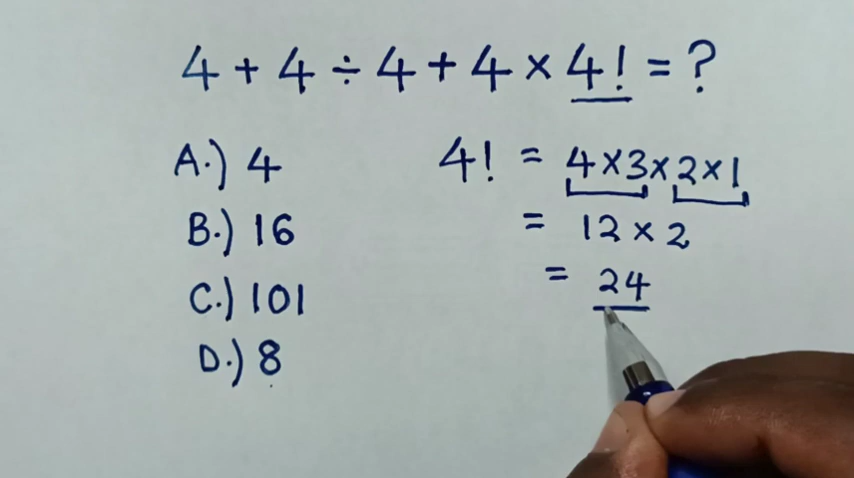 4 + 4 ÷ 4 + 4 × 4! = ?
A.) 4
B.) 16
C.) 101
D.) 8
4! = 4×3×2×1
= 12 × 2
= 24